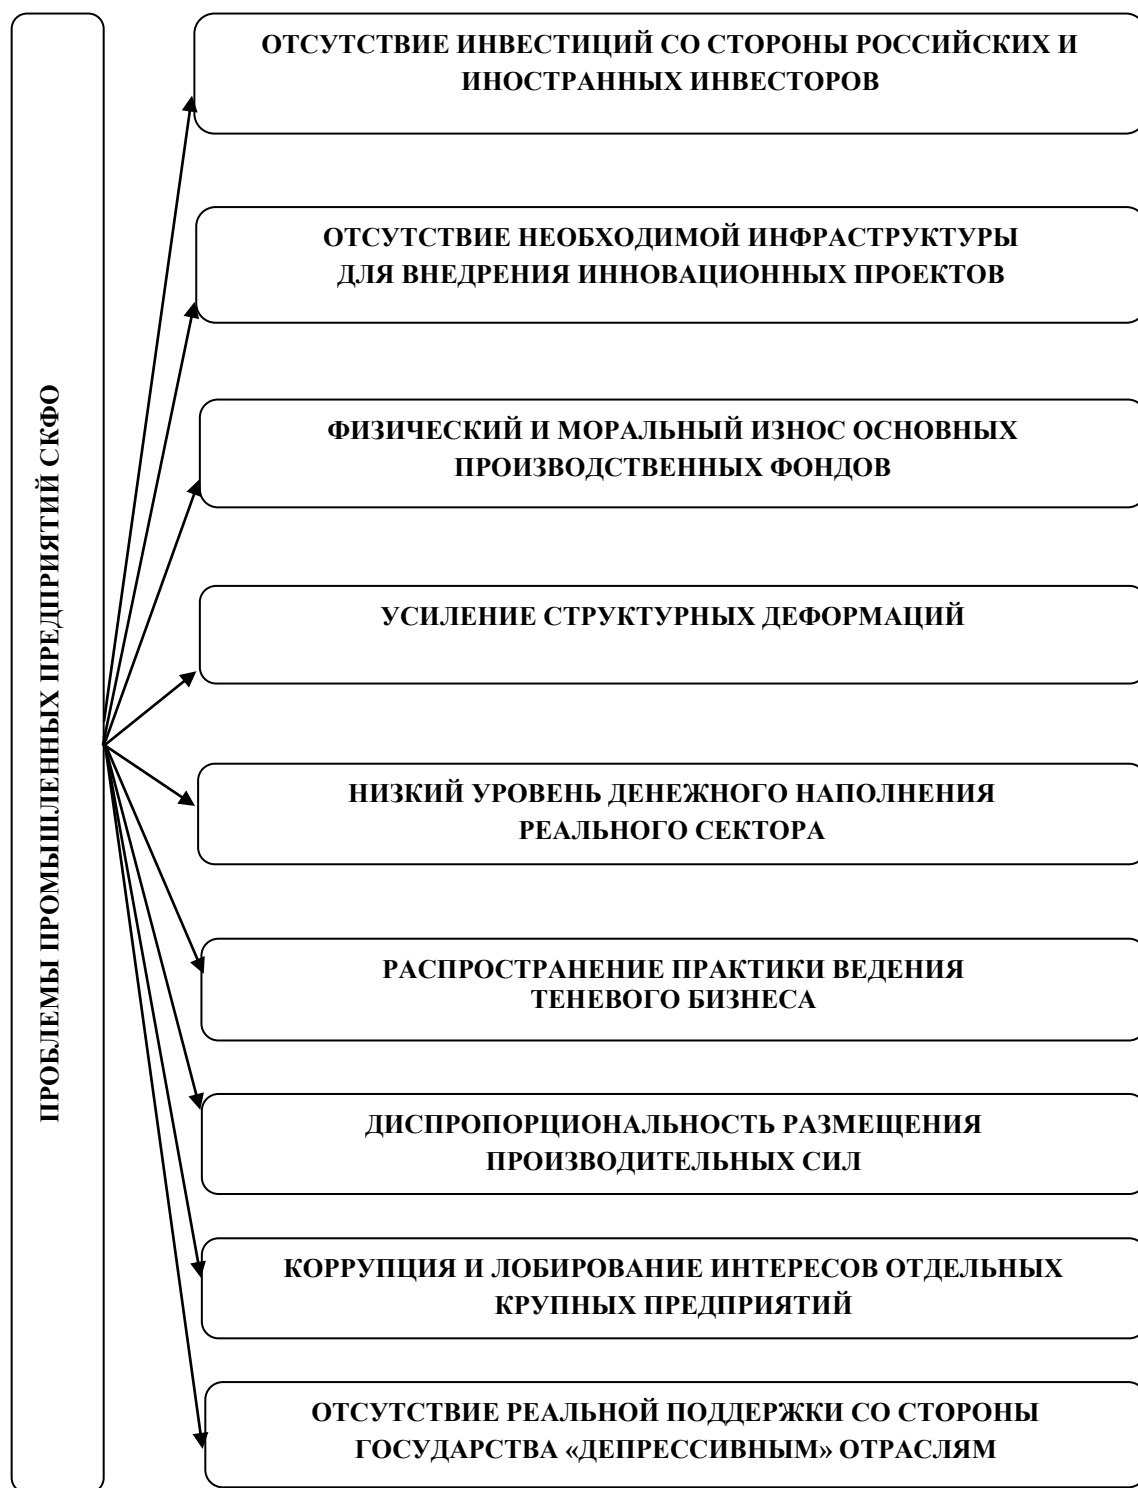 ПРОБЛЕМЫ ПРОМЫШЛЕННЫХ ПРЕДПРИЯТИЙ СКФО
ОТСУТСТВИЕ ИНВЕСТИЦИЙ СО СТОРОНЫ РОССИЙСКИХ И
ИНОСТРАННЫХ ИНВЕСТОРОВ
ОТСУТСТВИЕ НЕОБХОДИМОЙ ИНФРАСТРУКТУРЫ
ДЛЯ ВНЕДРЕНИЯ ИННОВАЦИОННЫХ ПРОЕКТОВ
ФИЗИЧЕСКИЙ И МОРАЛЬНЫЙ ИЗНОС ОСНОВНЫХ
ПРОИЗВОДСТВЕННЫХ ФОНДОВ
УСИЛЕНИЕ СТРУКТУРНЫХ ДЕФОРМАЦИЙ
НИЗКИЙ УРОВЕНЬ ДЕНЕЖНОГО НАПОЛНЕНИЯ
РЕАЛЬНОГО СЕКТОРА
РАСПРОСТРАНЕНИЕ ПРАКТИКИ ВЕДЕНИЯ
ТЕНЕВОГО БИЗНЕСА
ДИСПРОПОРЦИОНАЛЬНОСТЬ РАЗМЕЩЕНИЯ
ПРОИЗВОДИТЕЛЬНЫХ СИЛ
КОРРУПЦИЯ И ЛОБИРОВАНИЕ ИНТЕРЕСОВ ОТДЕЛЬНЫХ
КРУПНЫХ ПРЕДПРИЯТИЙ
ОТСУТСТВИЕ РЕАЛЬНОЙ ПОДДЕРЖКИ СО СТОРОНЫ
ГОСУДАРСТВА «ДЕПРЕССИВНЫМ» ОТРАСЛЯМ